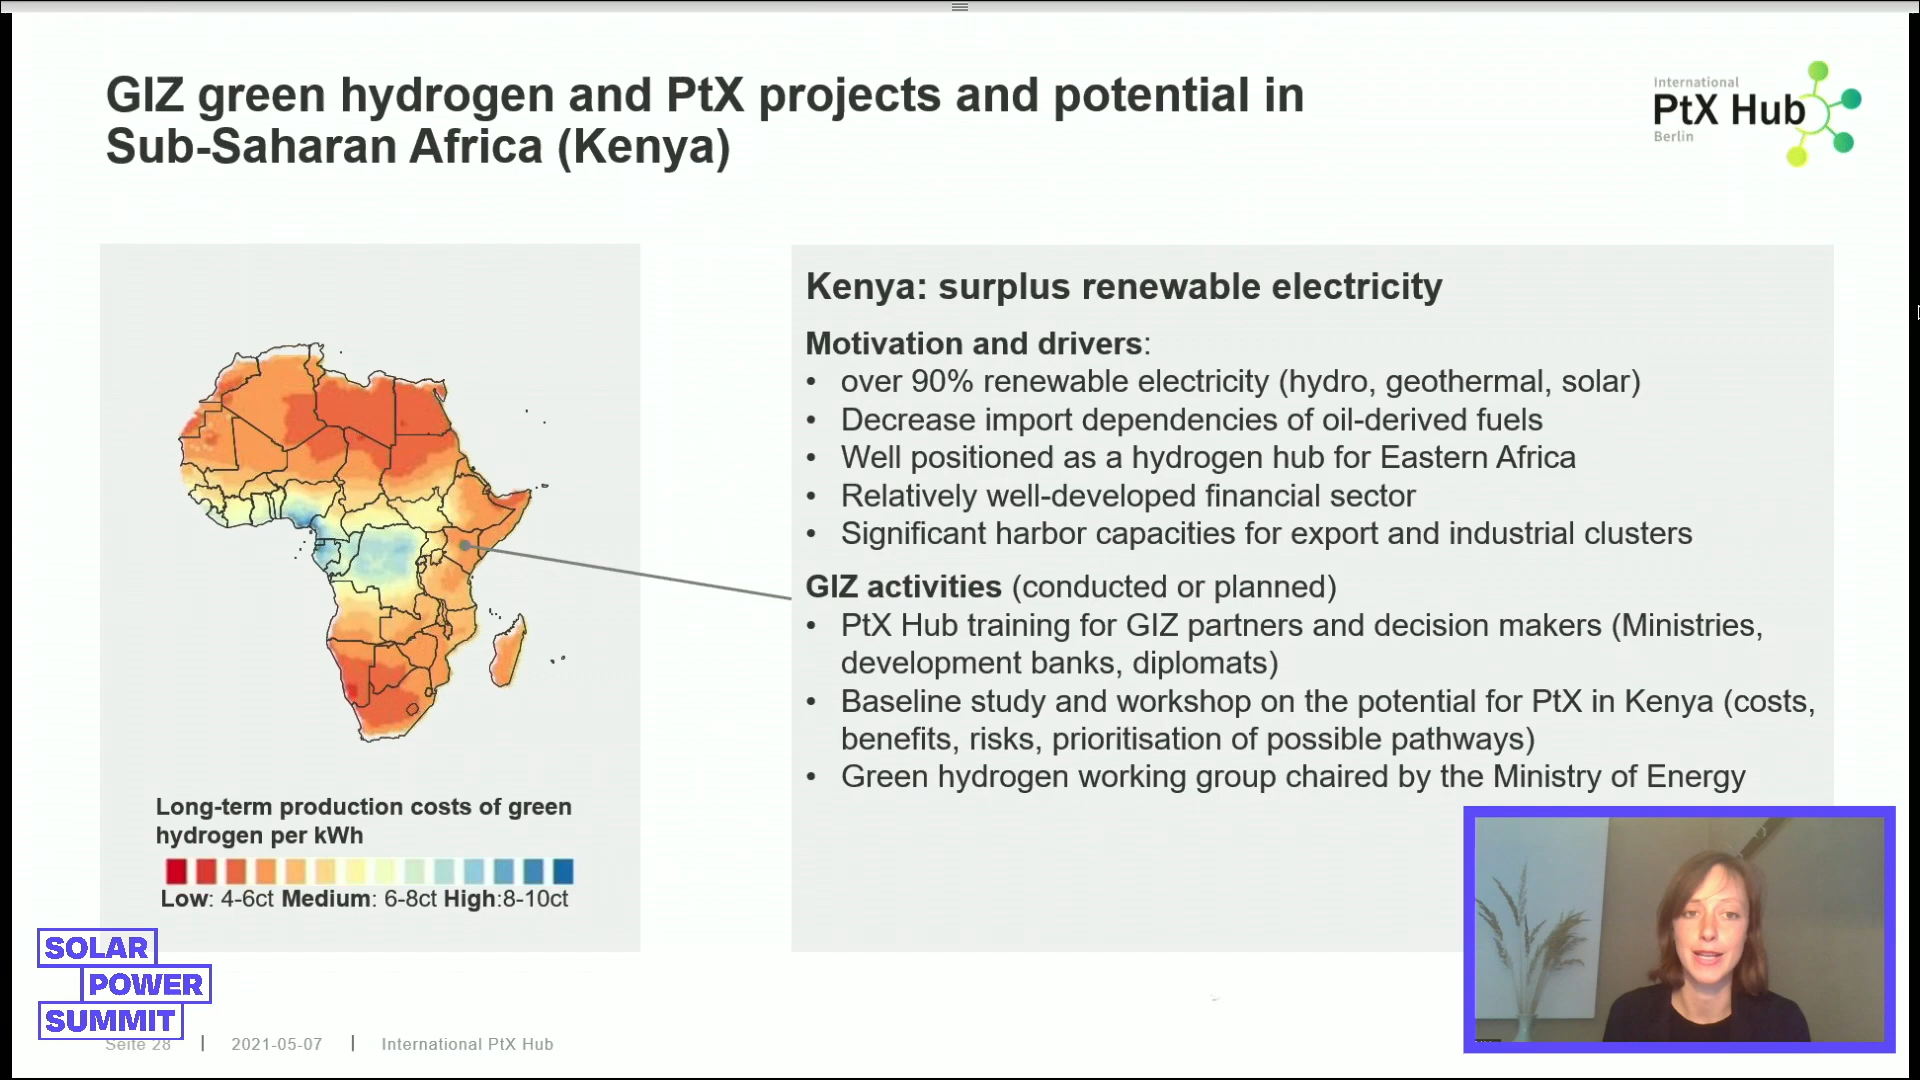 GIZ green hydrogen and PtX projects and potential in
Sub-Saharan Africa (Kenya)
International
PtX Hub
Berlin
Kenya: surplus renewable electricity
Motivation and drivers:
• over 90% renewable electricity (hydro, geothermal, solar)
• Decrease import dependencies of oil-derived fuels
• Well positioned as a hydrogen hub for Eastern Africa
• Relatively well-developed financial sector
• Significant harbor capacities for export and industrial clusters
GIZ activities (conducted or planned)
• PtX Hub training for GIZ partners and decision makers (Ministries,
development banks, diplomats)
• Baseline study and workshop on the potential for PtX in Kenya (costs,
benefits, risks, prioritisation of possible pathways)
• Green hydrogen working group chaired by the Ministry of Energy
Long-term production costs of green
hydrogen per kWh
Low: 4-6ct Medium: 6-8ct High:8-10ct
SOLAR
POWER
SUMMIT
Seite 28 | 2021-05-07 | International PtX Hub